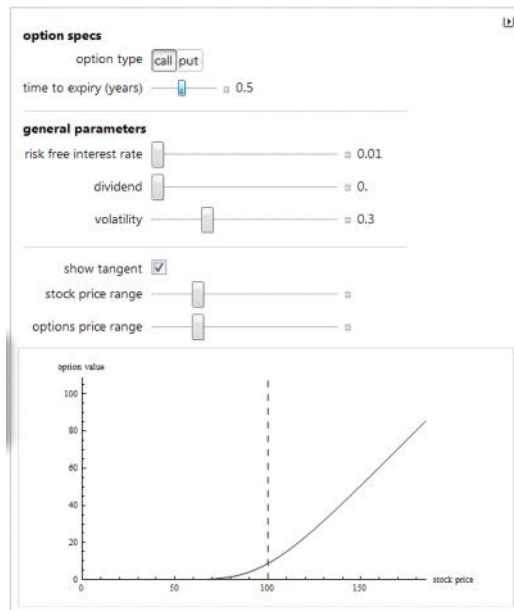 option specs
option type call put
time to expiry (years) 0.5
general parameters
risk free interest rate 0.01
dividend 0.
volatility 0.3
show tangent
stock price range
options price range
option value
100
80
60
40
20
0
0 50 100 150 stock price